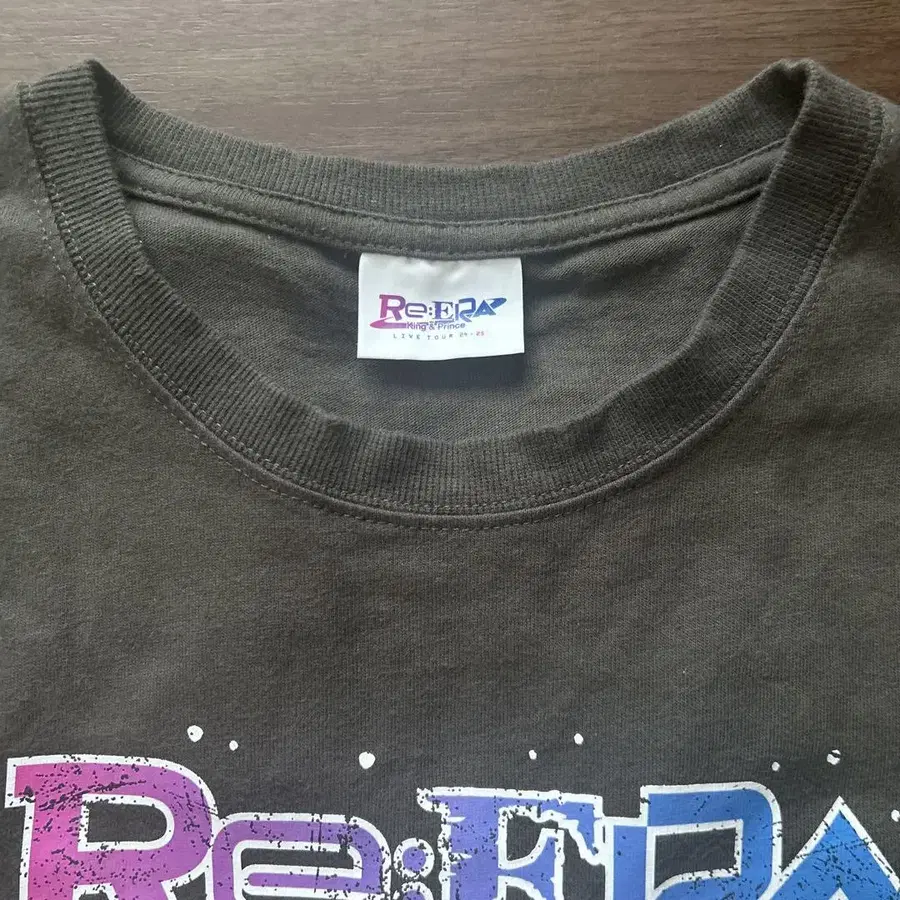 Re:ERA
King & Prince
LIVE TOUR 24-25
Re:ERA